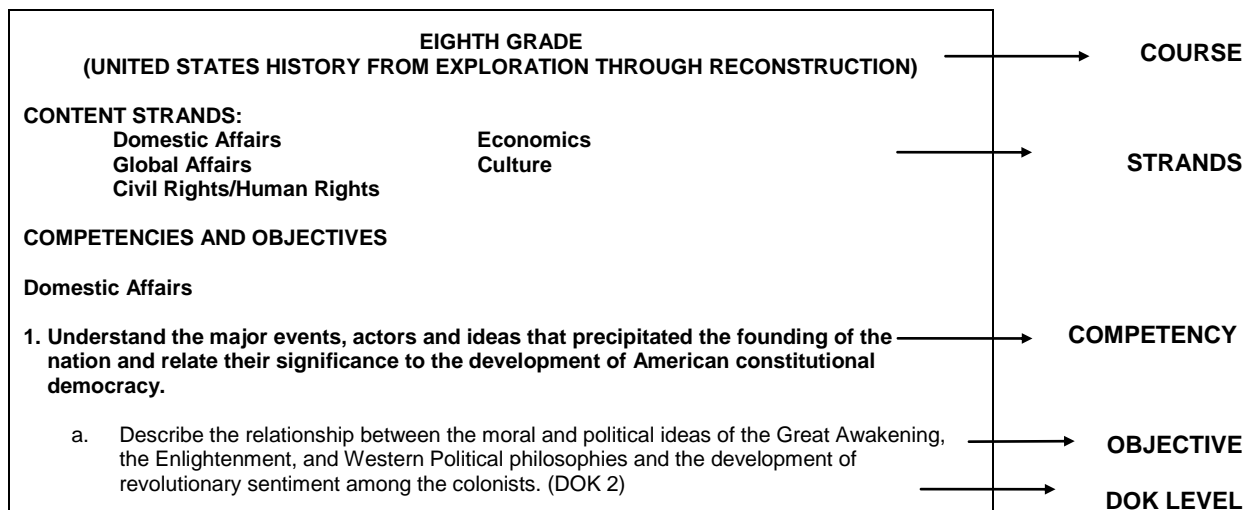 EIGHTH GRADE
(UNITED STATES HISTORY FROM EXPLORATION THROUGH RECONSTRUCTION)
COURSE
CONTENT STRANDS:
Domestic Affairs Economics
Global Affairs Culture
STRANDS
Civil Rights/Human Rights
COMPETENCIES AND OBJECTIVES
Domestic Affairs
1. Understand the major events, actors and ideas that precipitated the founding of the
COMPETENCY
nation and relate their significance to the development of American constitutional
democracy.
a. Describe the relationship between the moral and political ideas of the Great Awakening,
OBJECTIVE
the Enlightenment, and Western Political philosophies and the development of
revolutionary sentiment among the colonists. (DOK 2)
DOK LEVEL